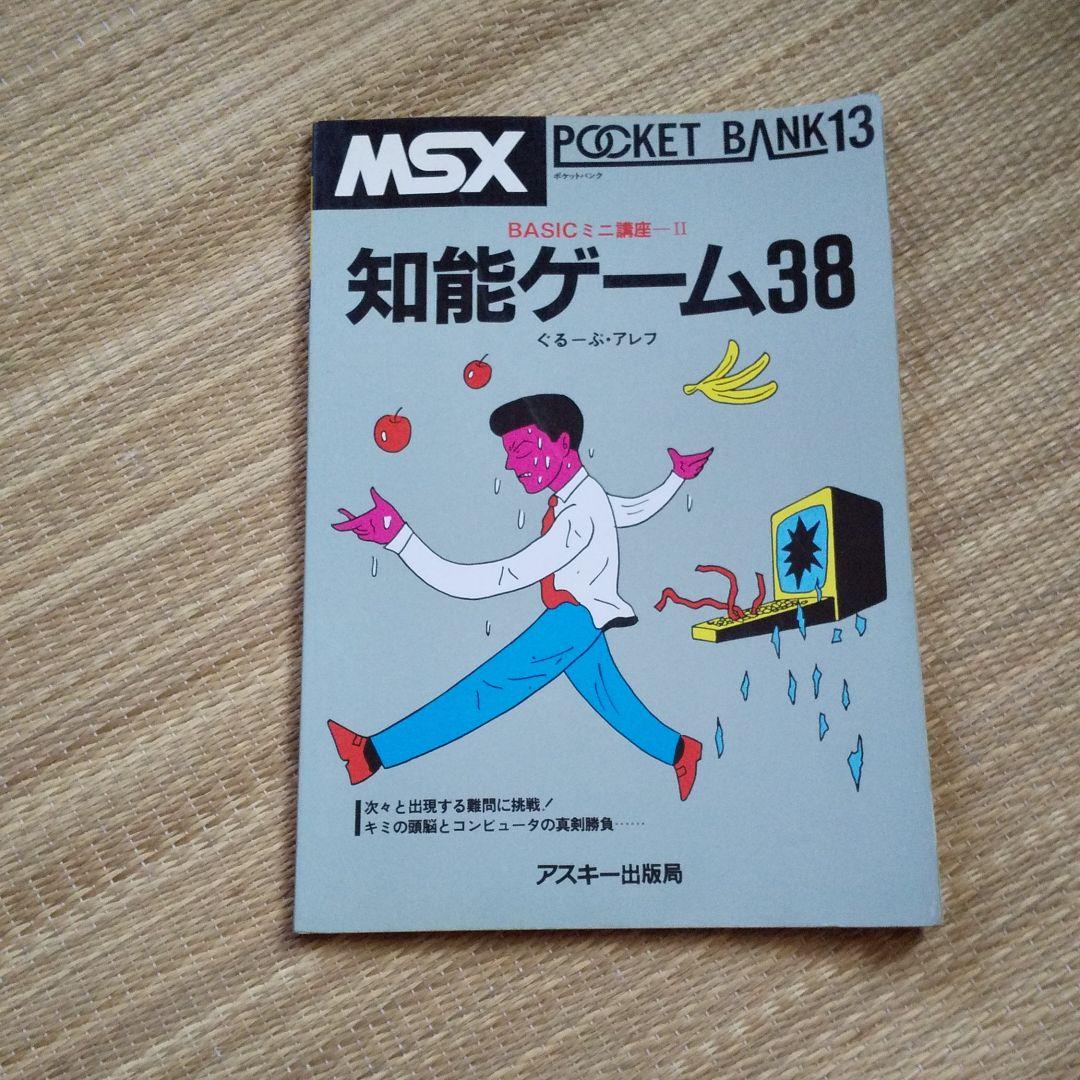 MSX
POCKET BANK13
ポケットバンク
BASICミニ講座―II
知能ゲーム38
ぐるーぷ・アレフ
次々と出現する難問に挑戦!
キミの頭脳とコンピュータの真剣勝負……
アスキー出版局